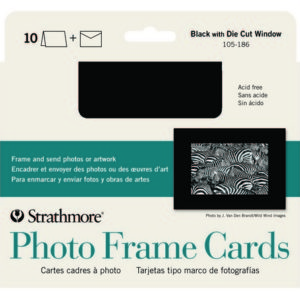 10 +
Black with Die Cut Window
105-186
Acid free
Sans acide
Sin ácido
Frame and send photos or artwork
Encadrer et envoyer des photos ou des œuvres d'art
Para enmarcar y enviar fotos y obras de artes
Photo by J. Van Den Brandt/Wild Wind Images
Strathmore®
Photo Frame Cards
Cartes cadres à photo Tarjetas tipo marco de fotografías